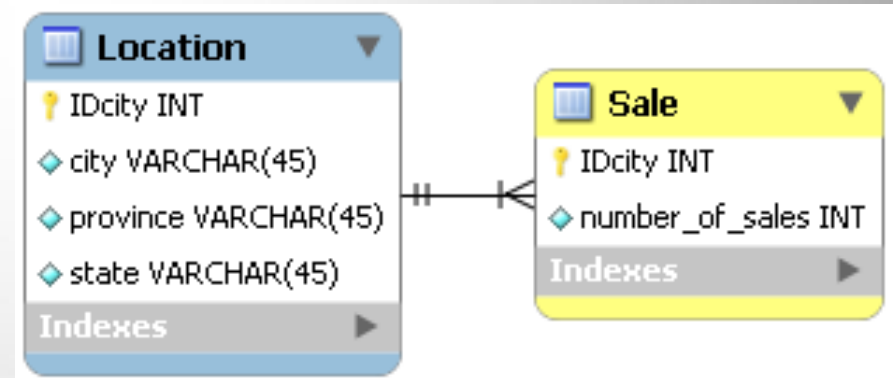 Location
IDcity INT
city VARCHAR(45)
province VARCHAR(45)
state VARCHAR(45)
Indexes
Sale
IDcity INT
number_of_sales INT
Indexes